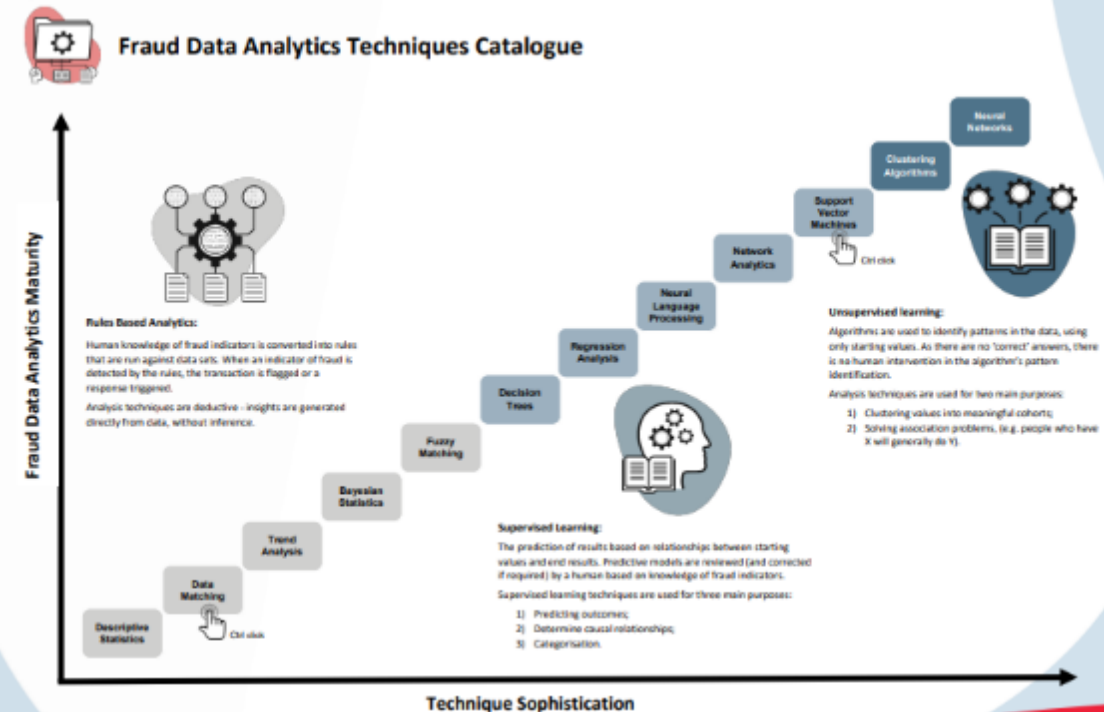 Fraud Data Analytics Techniques Catalogue
Fraud Data Analytics Maturity
Neural
Networks
Clustering
Algorithms
Support
Vector
Machines
Ctrl click
Network
Analytics
Neural
Language
Processing
Regression
Analysis
Decision
Trees
Fuzzy
Matching
Bayesian
Statistics
Trend
Analysis
Data
Matching
Ctrl click
Descriptive
Statistics
Rules Based Analytics:
Human knowledge of fraud indicators is converted into rules
that are run against data sets. When an indicator of fraud is
detected by the rules, the transaction is flagged or a
response triggered.
Analysis techniques are deductive - insights are generated
directly from data, without inference.
Supervised Learning:
The prediction of results based on relationships between starting
values and end results. Predictive models are reviewed (and corrected
if required) by a human based on knowledge of fraud indicators.
Supervised learning techniques are used for three main purposes:
1) Predicting outcomes;
2) Determine causal relationships;
3) Categorisation.
Unsupervised learning:
Algorithms are used to identify patterns in the data, using
only starting values. As there are no 'correct' answers, there
is no human intervention in the algorithm's pattern
identification.
Analysis techniques are used for two main purposes:
1) Clustering values into meaningful cohorts;
2) Solving association problems, (e.g. people who have
X will generally do Y).
Technique Sophistication